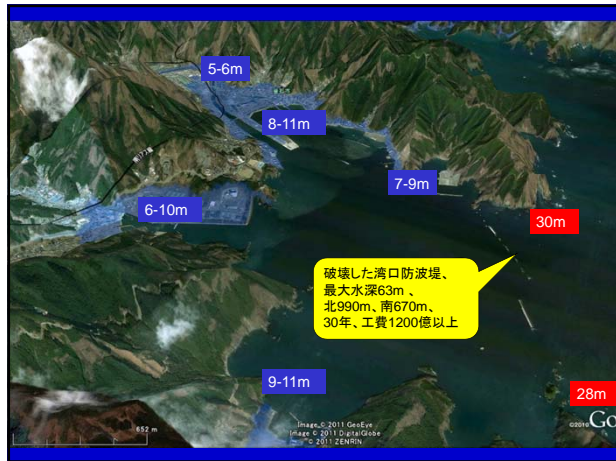 5-6m
8-11m
7-9m
6-10m
30m
破壊した湾口防波堤、
最大水深63m 、
北990m、南670m、
30年、工費1200億以上
9-11m
28m
Image © 2011 GeoEye
Image © 2011 DigitalGlobe
© 2011 ZENRIN
652 m
©2010 Go